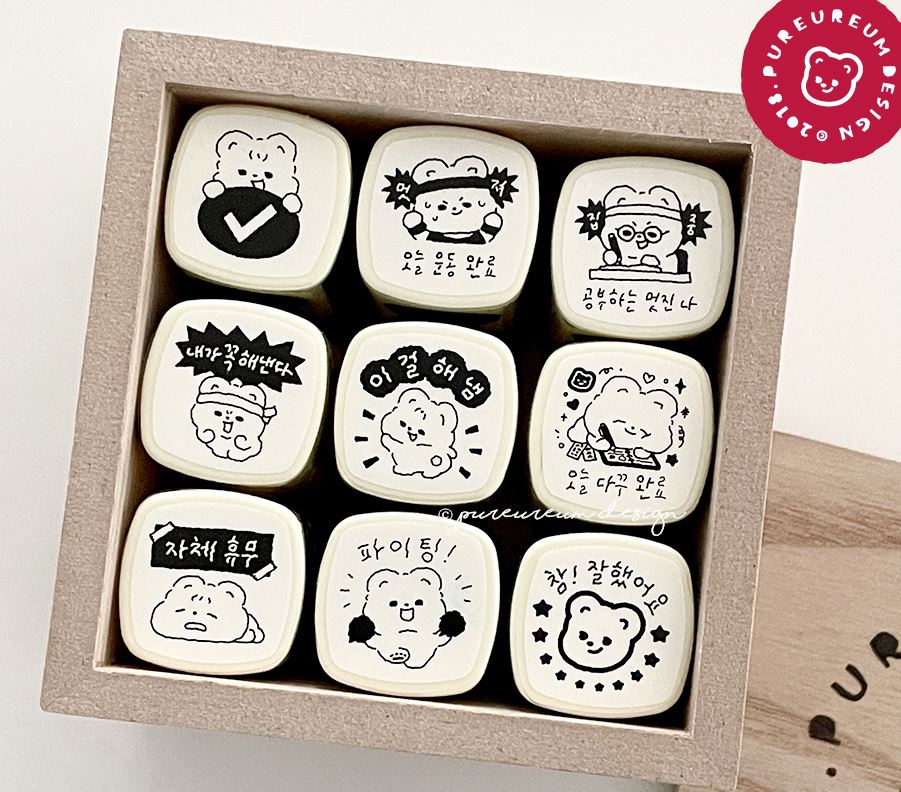 PUREUREUM DESIGN © 2018.
멋 져
오늘 운동 완료
집 중
공부하는 멋진 나
내가 꼭 해낸다
이걸해냄
오늘 다꾸 완료
© pureureum design
자체 휴무
파이팅!
참! 잘했어요
PUR